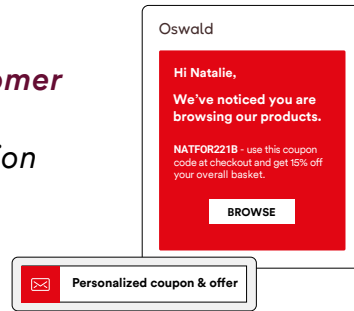 omer
ion
Oswald
Hi Natalie,
We've noticed you are
browsing our products.
NATFOR221B - use this coupon
code at checkout and get 15% off
your overall basket.
BROWSE
Personalized coupon & offer